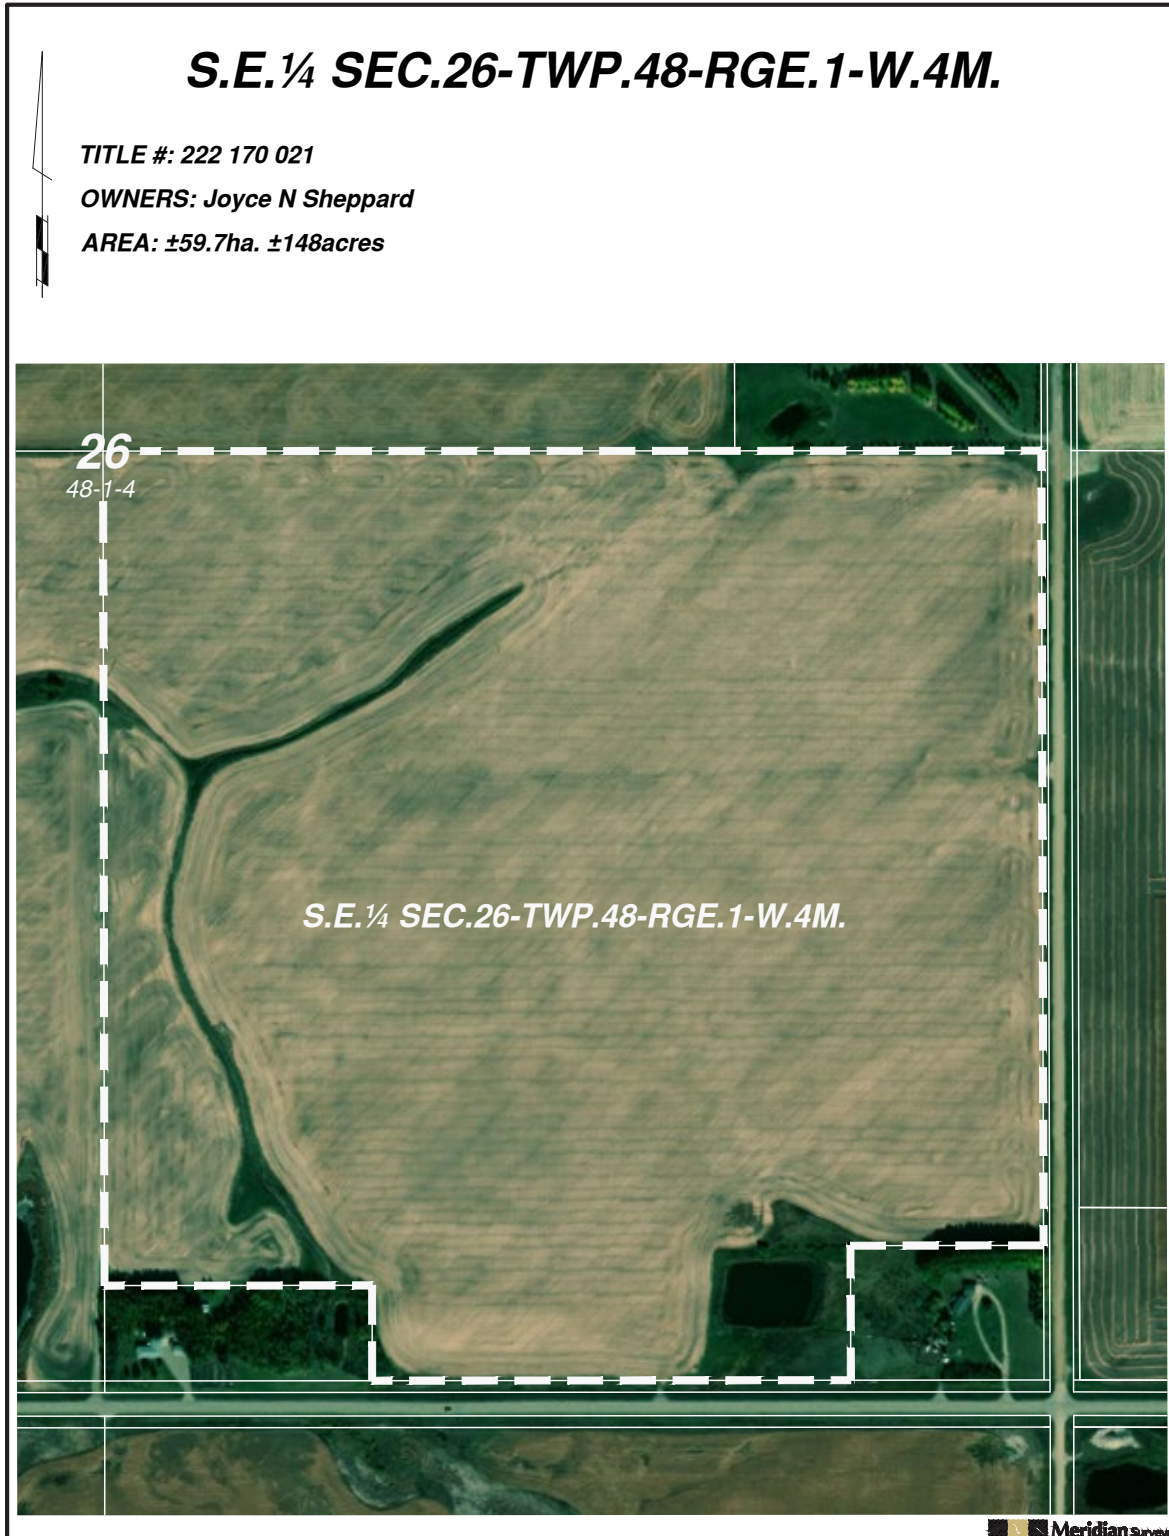 S.E.¼ SEC.26-TWP.48-RGE.1-W.4M.
TITLE #: 222 170 021
OWNERS: Joyce N Sheppard
AREA: ±59.7ha. ±148acres
26
48-1-4
S.E.¼ SEC.26-TWP.48-RGE.1-W.4M.
Meridian